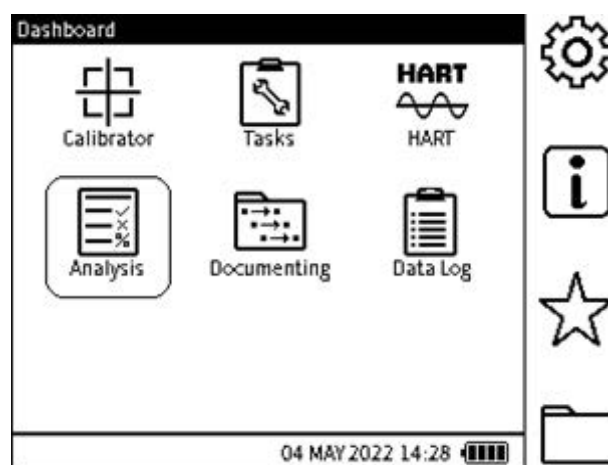 Dashboard
HART
Calibrator Tasks HART
Analysis Documenting Data Log
04 MAY 2022 14:28